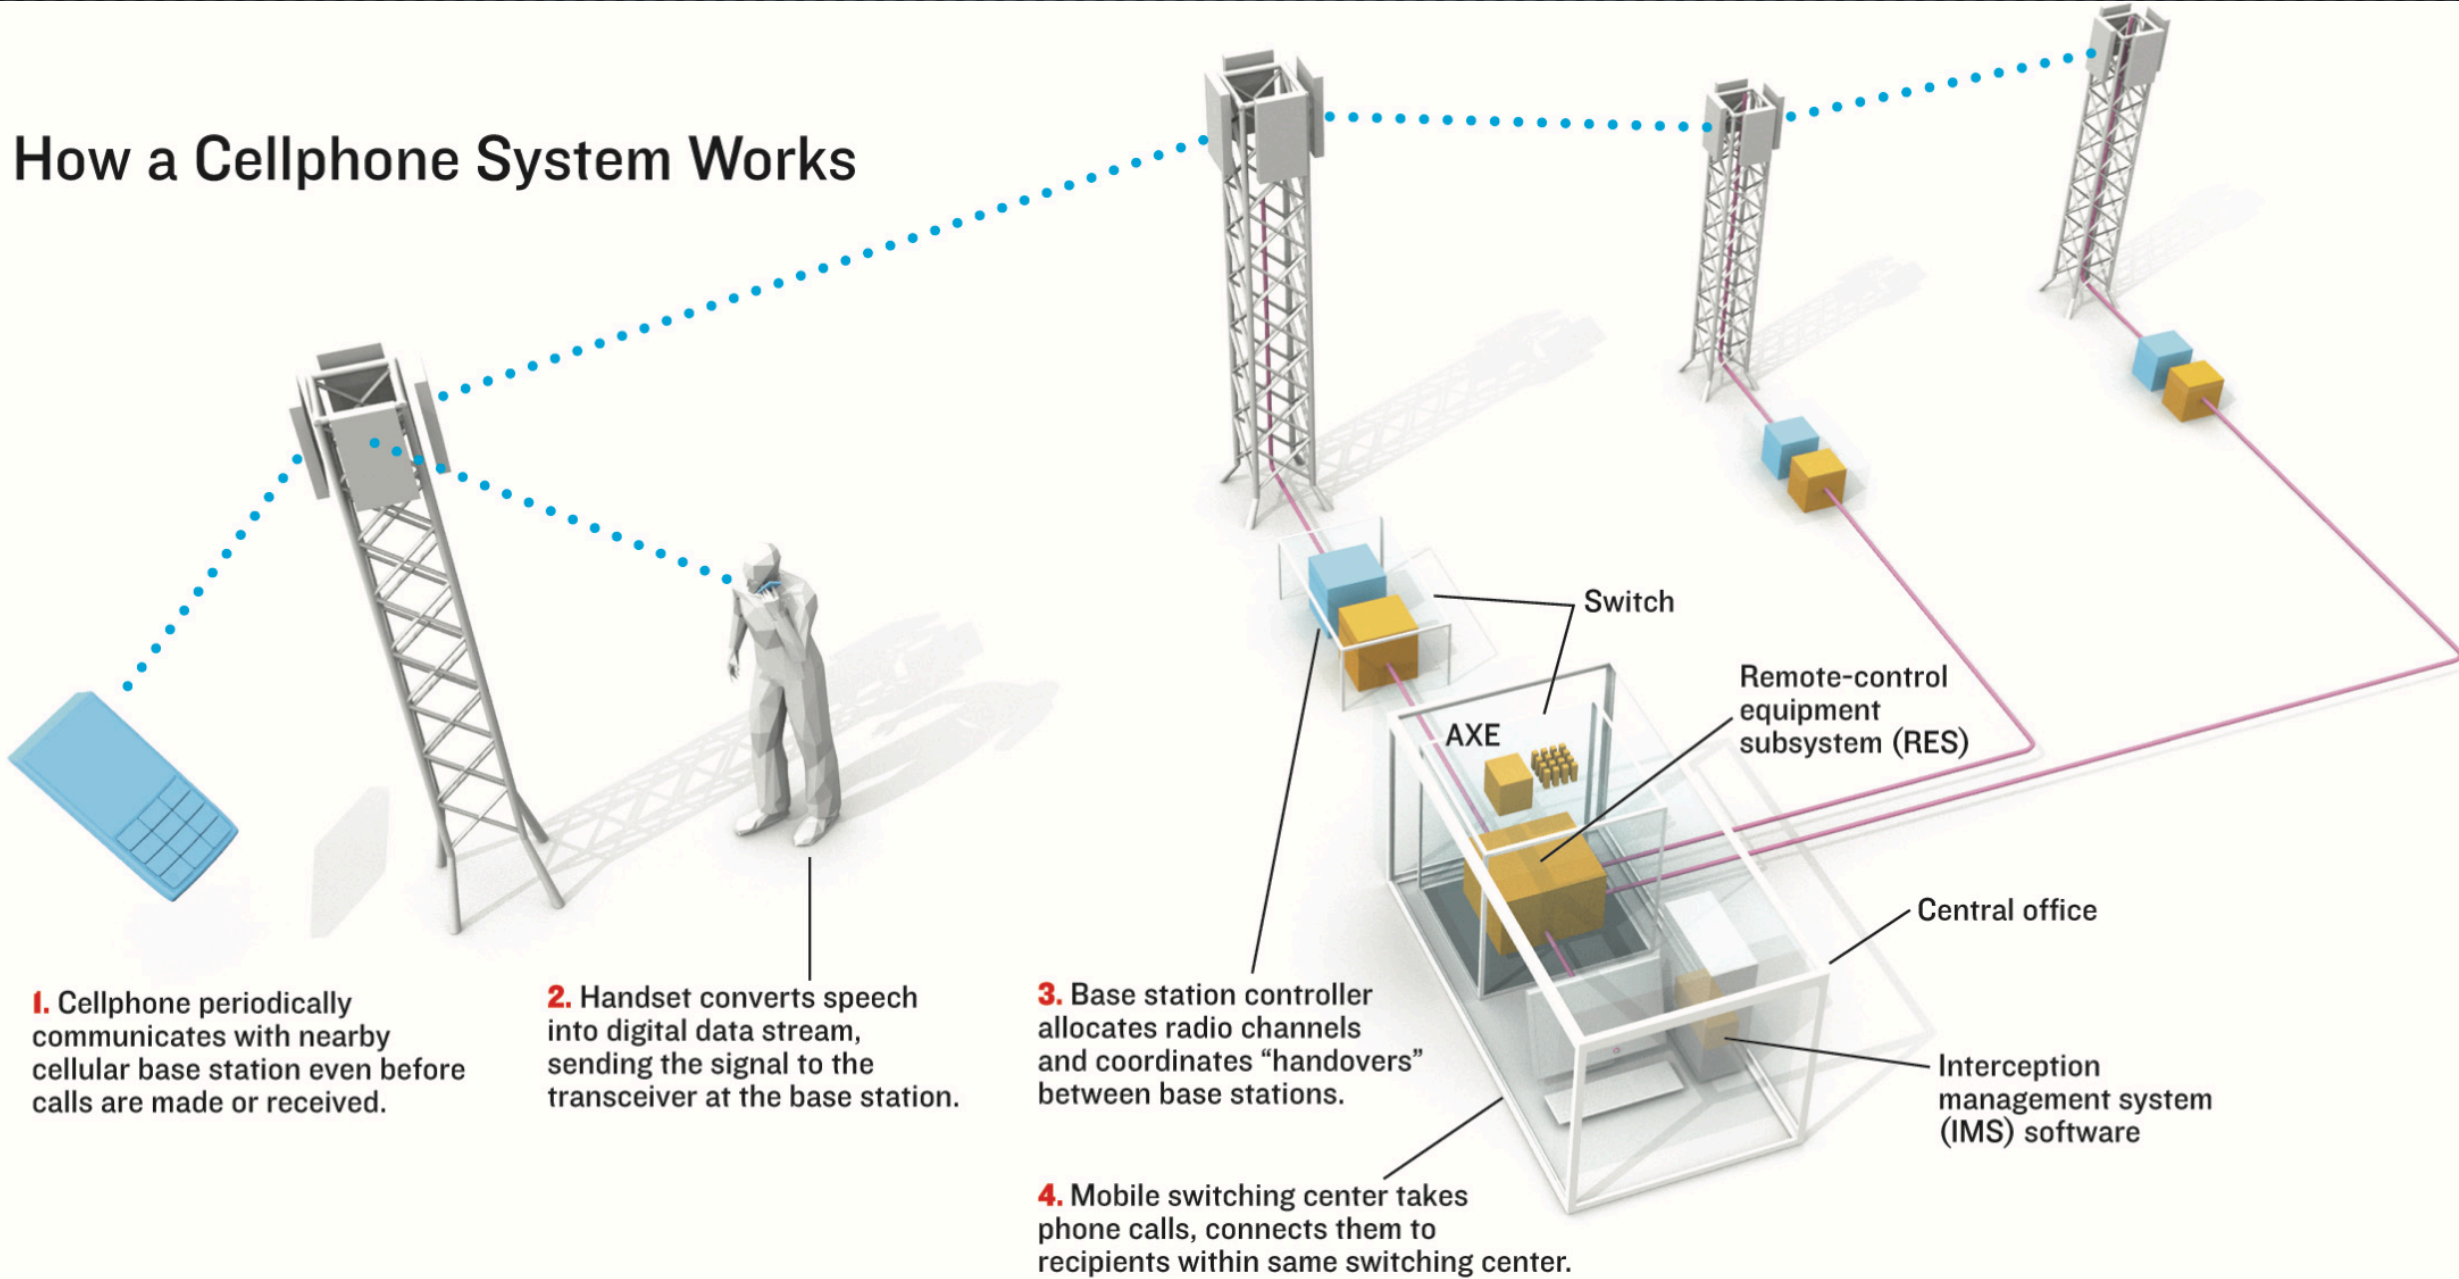 How a Cellphone System Works
Switch
Remote-control
equipment
subsystem (RES)
AXE
Central office
Interception
management system
(IMS) software
1. Cellphone periodically
communicates with nearby
cellular base station even before
calls are made or received.
2. Handset converts speech
into digital data stream,
sending the signal to the
transceiver at the base station.
3. Base station controller
allocates radio channels
and coordinates “handovers”
between base stations.
4. Mobile switching center takes
phone calls, connects them to
recipients within same switching center.